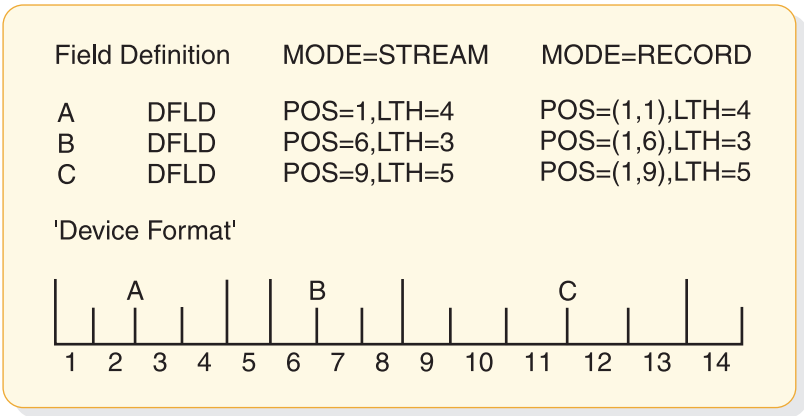 Field Definition MODE=STREAM MODE=RECORD
A DFLD POS=1,LTH=4 POS=(1,1),LTH=4
B DFLD POS=6,LTH=3 POS=(1,6),LTH=3
C DFLD POS=9,LTH=5 POS=(1,9),LTH=5
'Device Format'
A B C
1 2 3 4 5 6 7 8 9 10 11 12 13 14